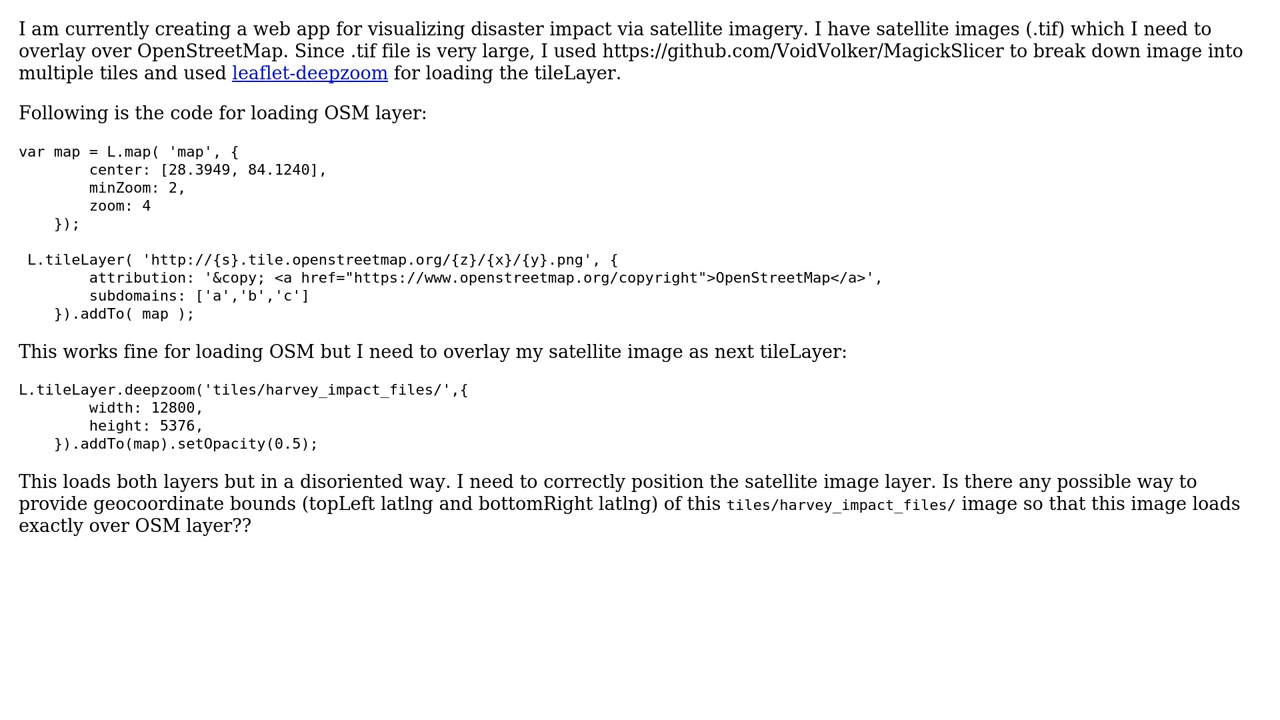 I am currently creating a web app for visualizing disaster impact via satellite imagery. I have satellite images (.tif) which I need to
overlay over OpenStreetMap. Since .tif file is very large, I used https://github.com/VoidVolker/MagickSlicer to break down image into
multiple tiles and used leaflet-deepzoom for loading the tileLayer.
Following is the code for loading OSM layer:
var map = L.map( 'map', {
        center: [28.3949, 84.1240],
        minZoom: 2,
        zoom: 4
    });
 L.tileLayer( 'http://{s}.tile.openstreetmap.org/{z}/{x}/{y}.png', {
        attribution: '&copy; <a href="https://www.openstreetmap.org/copyright">OpenStreetMap</a>',
        subdomains: ['a','b','c']
    }).addTo( map );
This works fine for loading OSM but I need to overlay my satellite image as next tileLayer:
L.tileLayer.deepzoom('tiles/harvey_impact_files/',{
        width: 12800,
        height: 5376,
    }).addTo(map).setOpacity(0.5);
This loads both layers but in a disoriented way. I need to correctly position the satellite image layer. Is there any possible way to
provide geocoordinate bounds (topLeft latlng and bottomRight latlng) of this tiles/harvey_impact_files/ image so that this image loads
exactly over OSM layer??